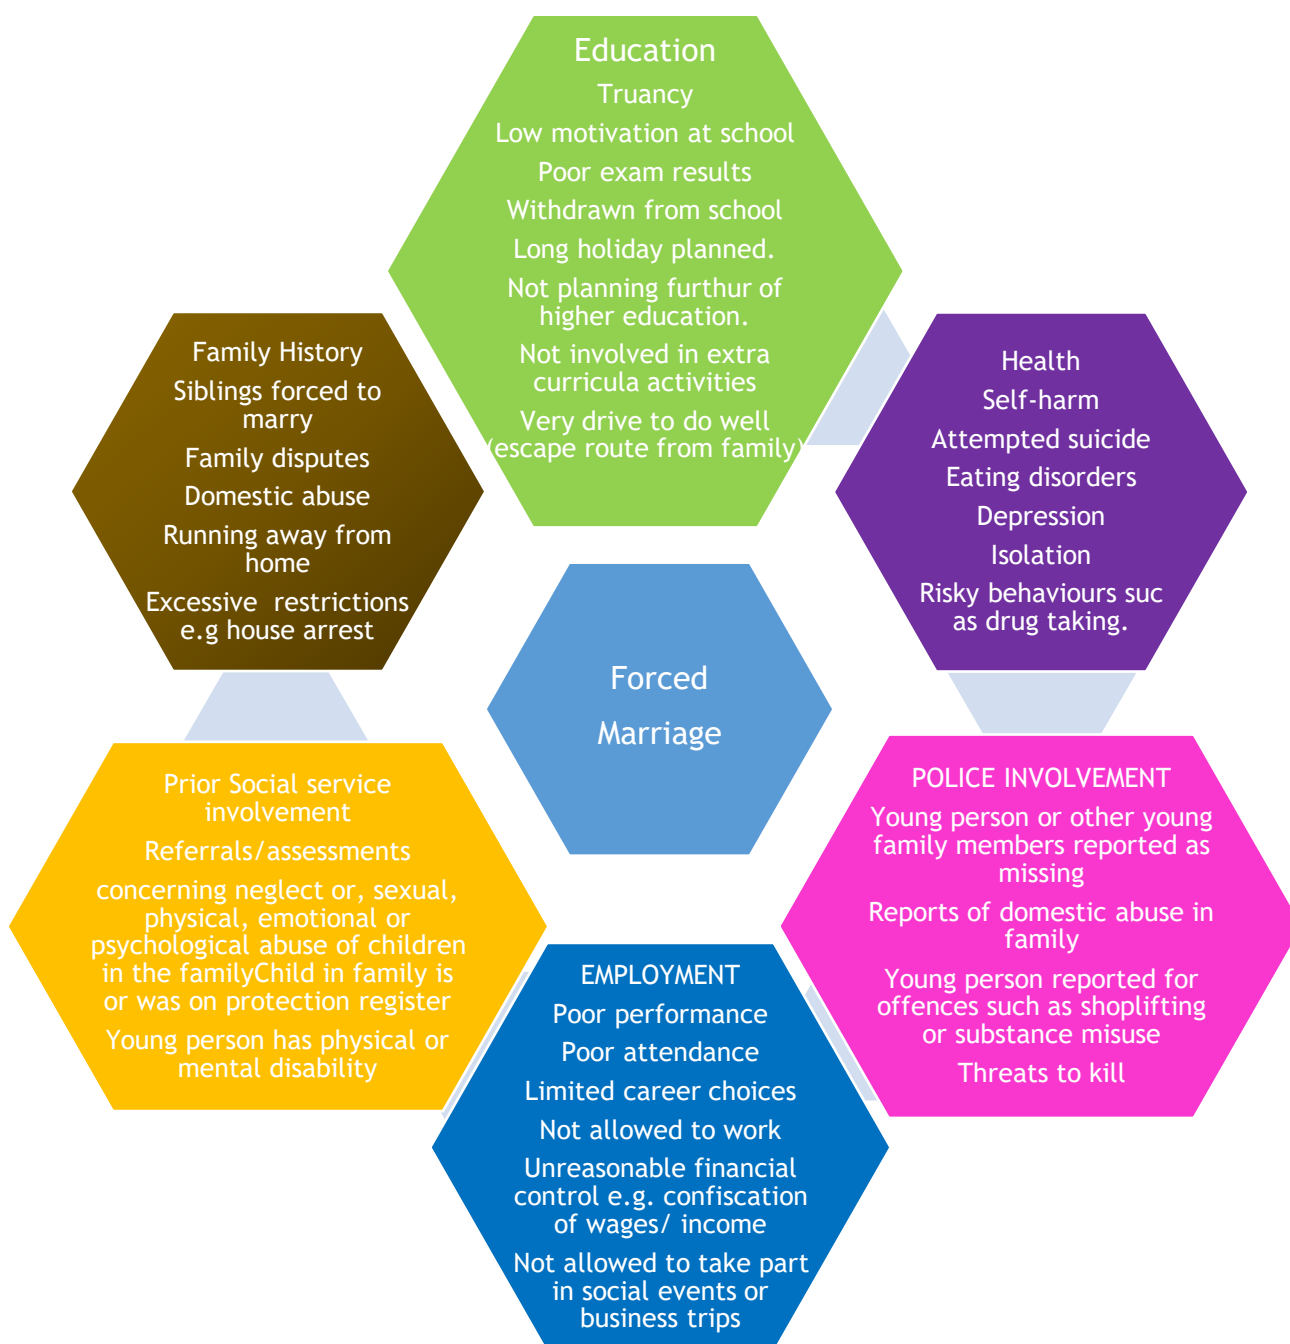 Education
Truancy
Low motivation at school
Poor exam results
Withdrawn from school
Long holiday planned.
Not planning furthur of
higher education.
Not involved in extra
curricula activities
Very drive to do well
(escape route from family)
Health
Self-harm
Attempted suicide
Eating disorders
Depression
Isolation
Risky behaviours suc
as drug taking.
POLICE INVOLVEMENT
Young person or other young
family members reported as
missing
Reports of domestic abuse in
family
Young person reported for
offences such as shoplifting
or substance misuse
Threats to kill
EMPLOYMENT
Poor performance
Poor attendance
Limited career choices
Not allowed to work
Unreasonable financial
control e.g. confiscation
of wages/ income
Not allowed to take part
in social events or
business trips
Prior Social service
involvement
Referrals/assessments
concerning neglect or, sexual,
physical, emotional or
psychological abuse of children
in the familyChild in family is
or was on protection register
Young person has physical or
mental disability
Family History
Siblings forced to
marry
Family disputes
Domestic abuse
Running away from
home
Excessive  restrictions
e.g house arrest
Forced
Marriage